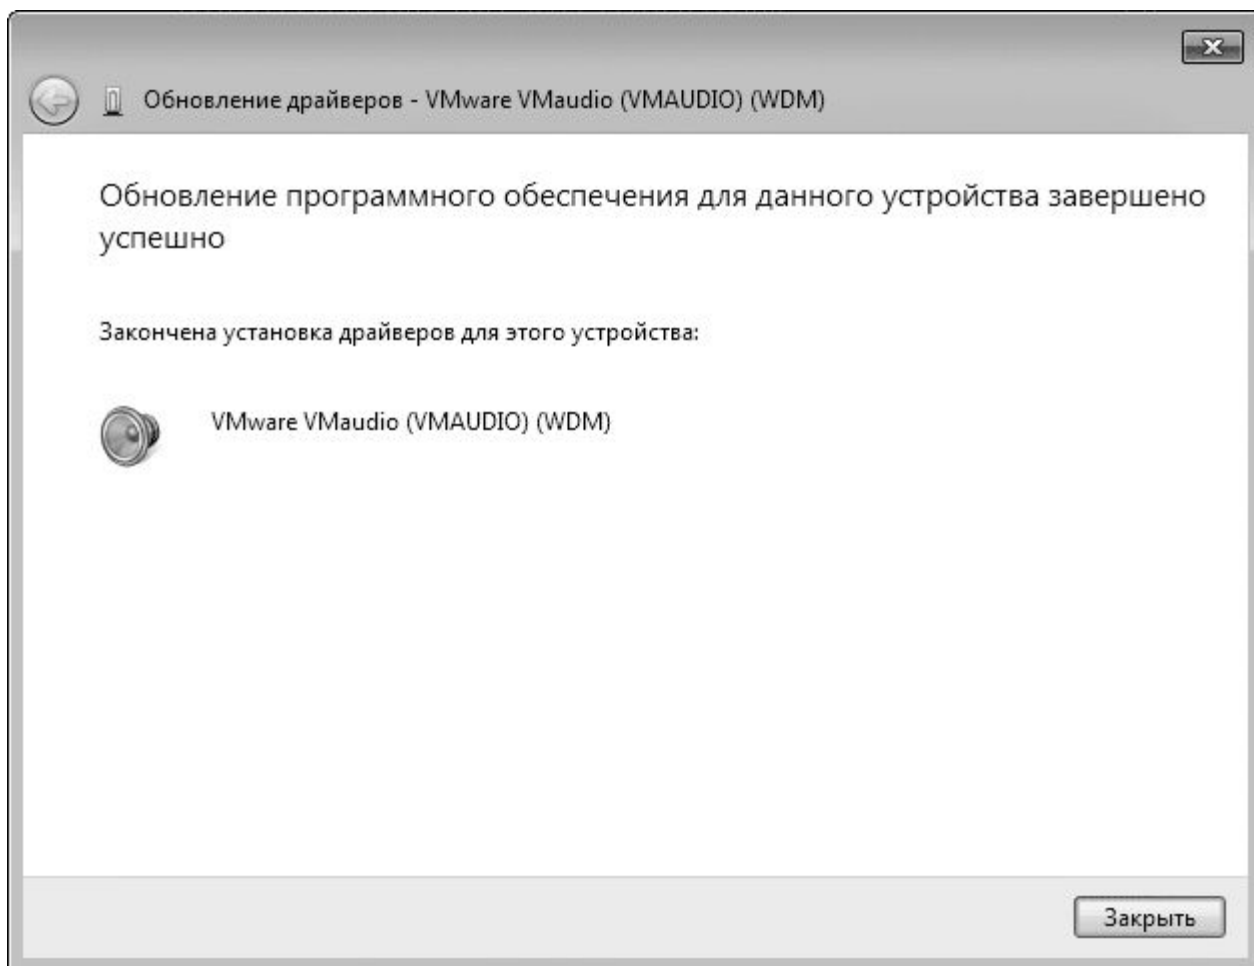 Обновление драйверов - VMware VMaudio (VMAUDIO) (WDM)
Обновление программного обеспечения для данного устройства завершено
успешно
Закончена установка драйверов для этого устройства:
VMware VMaudio (VMAUDIO) (WDM)
Закрыть